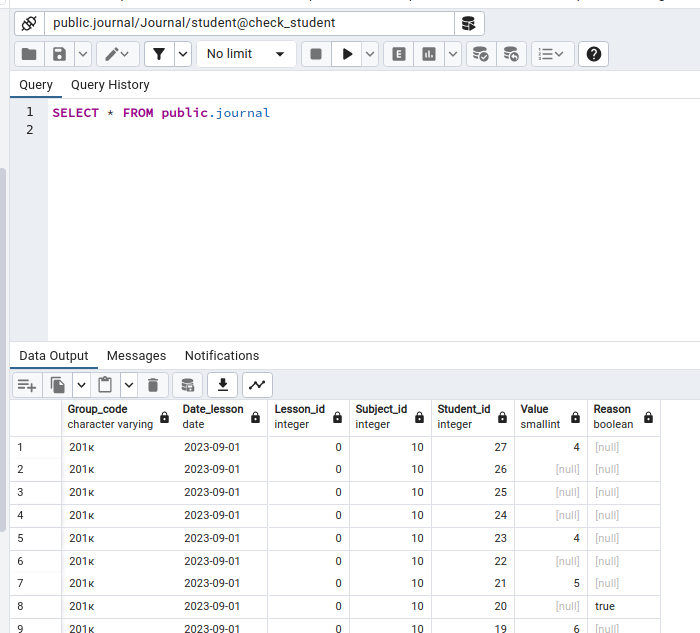 public.journal/Journal/student@check_student
No limit
E
Query Query History
1 SELECT * FROM public.journal
2
Data Output Messages Notifications
Group_code Date_lesson Lesson_id Subject_id Student_id Value Reason
character varying date integer integer integer smallint boolean
1 201к 2023-09-01 0 10 27 4 [null]
2 201к 2023-09-01 0 10 26 [null] [null]
3 201к 2023-09-01 0 10 25 [null] [null]
4 201к 2023-09-01 0 10 24 [null] [null]
5 201к 2023-09-01 0 10 23 4 [null]
6 201к 2023-09-01 0 10 22 [null] [null]
7 201к 2023-09-01 0 10 21 5 [null]
8 201к 2023-09-01 0 10 20 [null] true
9 201к 2023-09-01 0 10 19 6 [null]